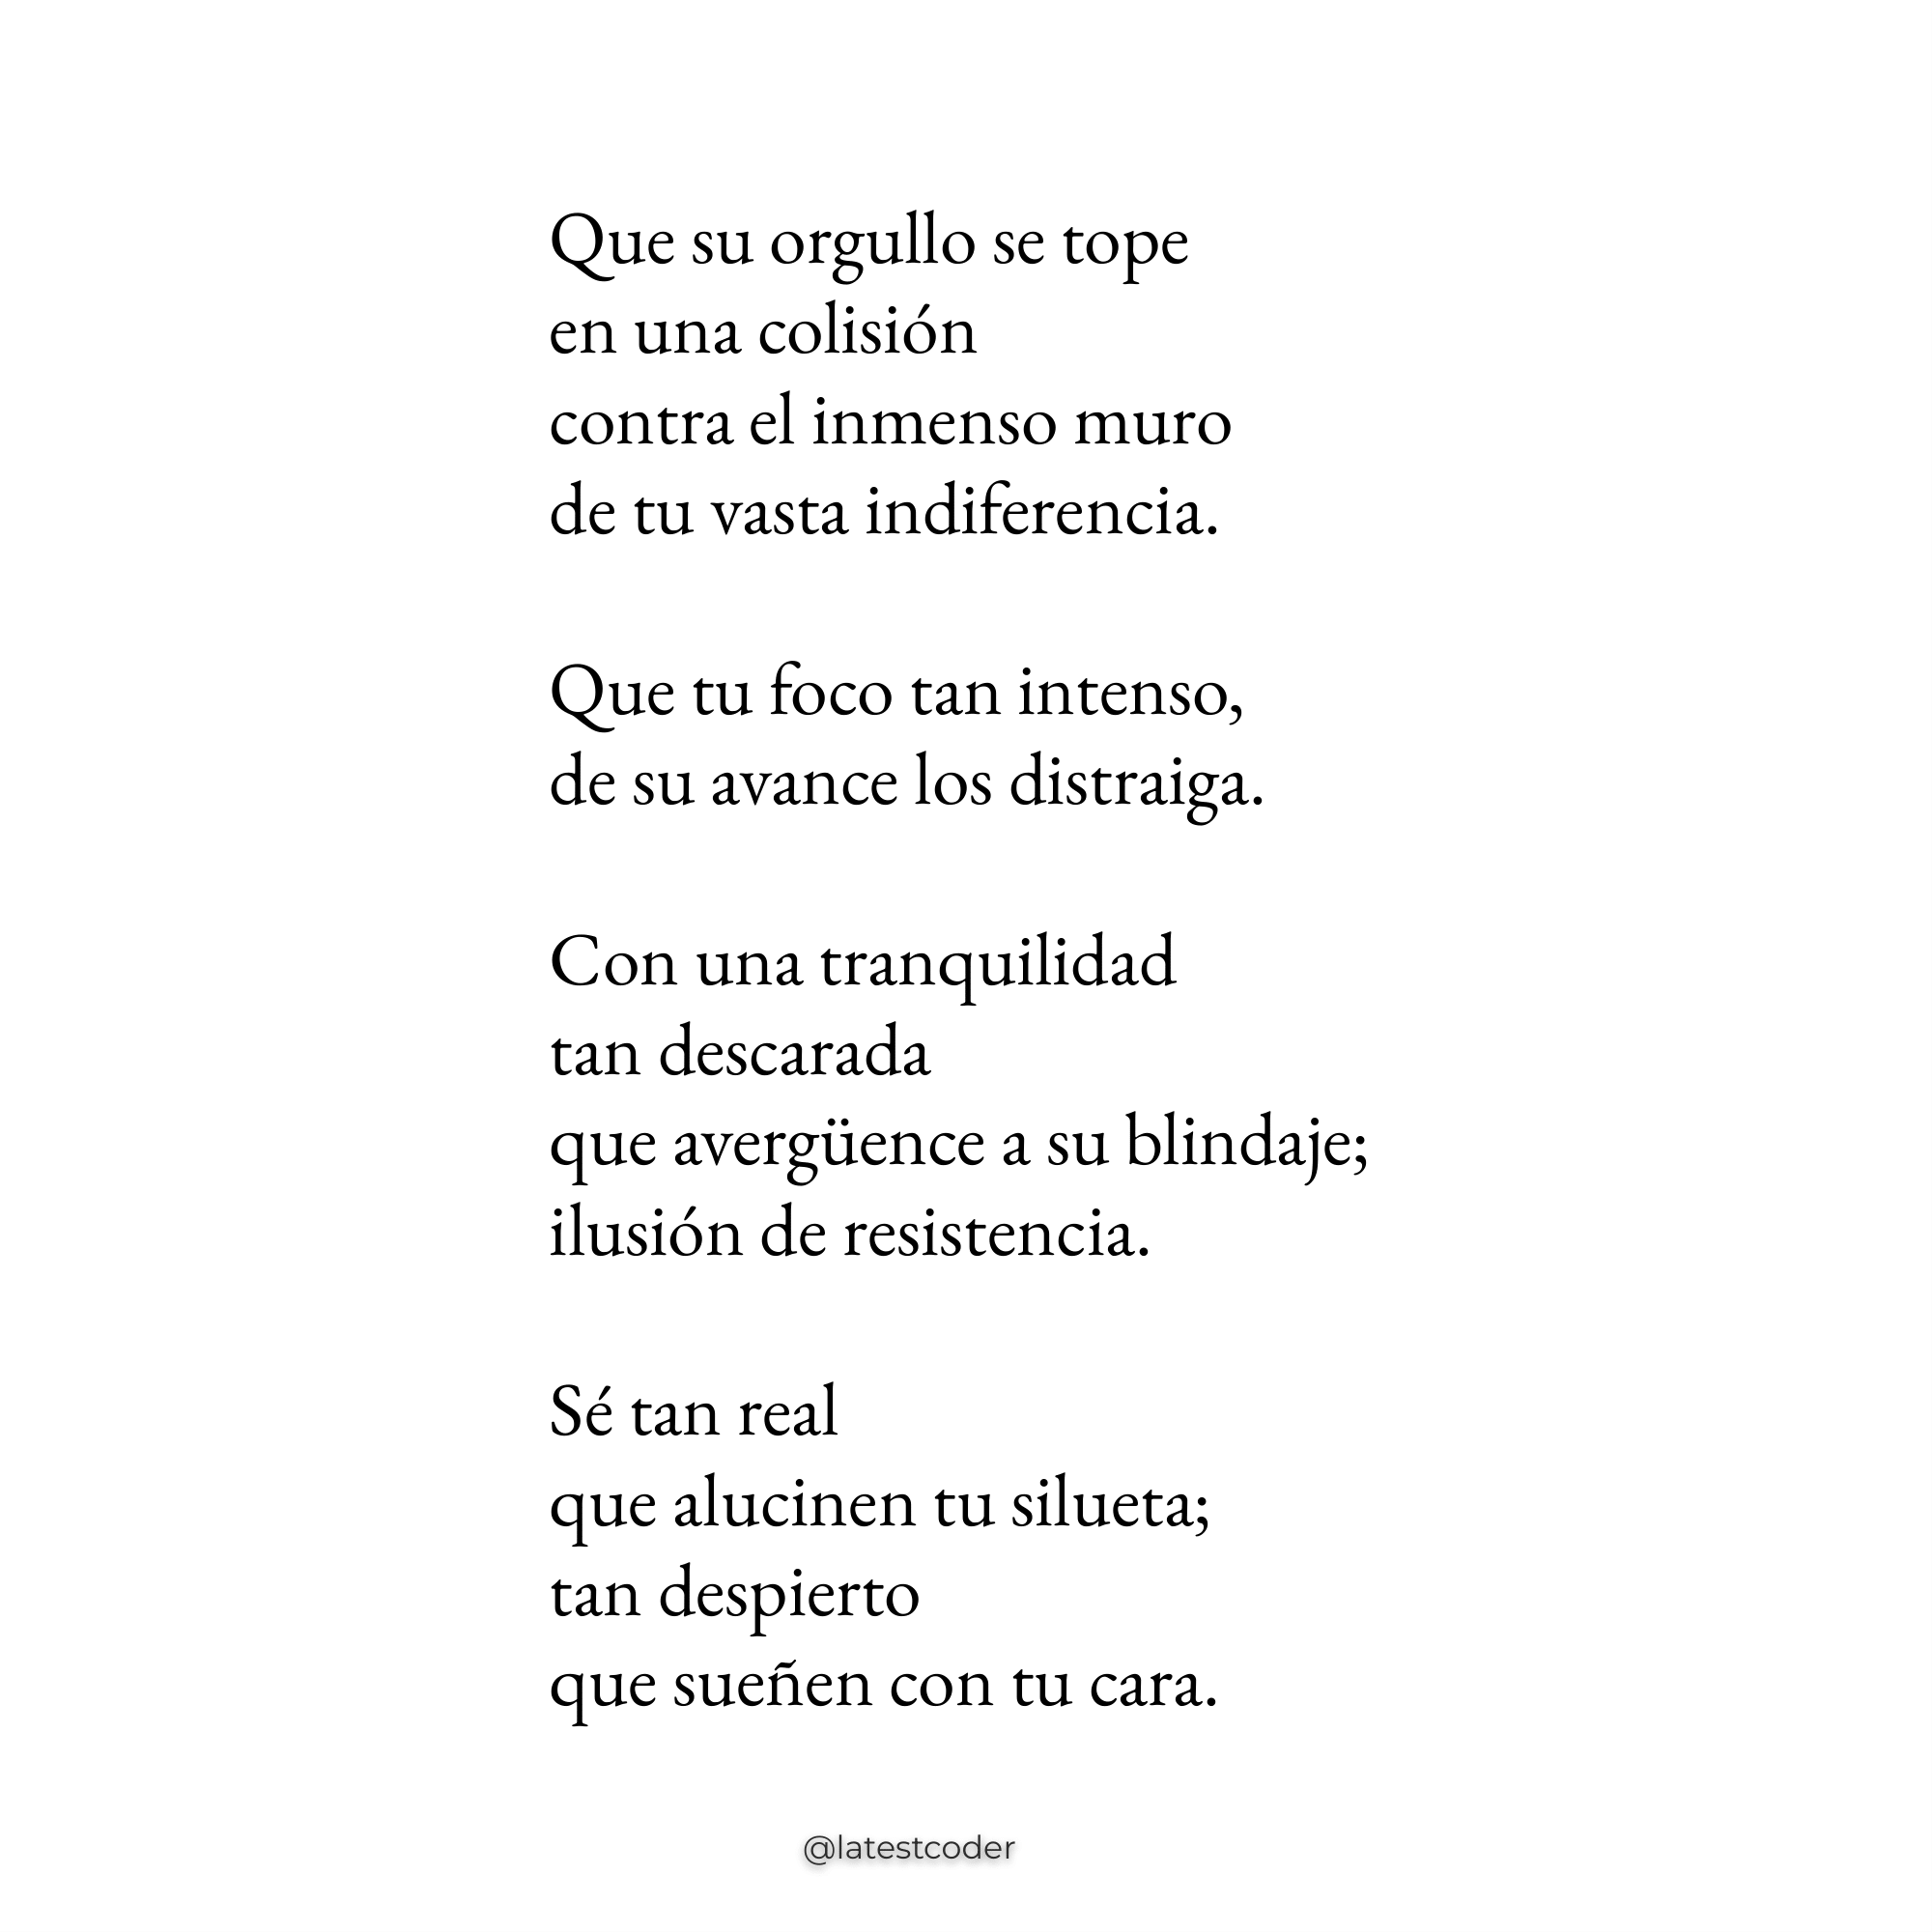 Que su orgullo se tope
en una colisión
contra el inmenso muro
de tu vasta indiferencia.
Que tu foco tan intenso,
de su avance los distraiga.
Con una tranquilidad
tan descarada
que avergüence a su blindaje;
ilusión de resistencia.
Sé tan real
que alucinen tu silueta;
tan despierto
que sueñen con tu cara.
@latestcoder